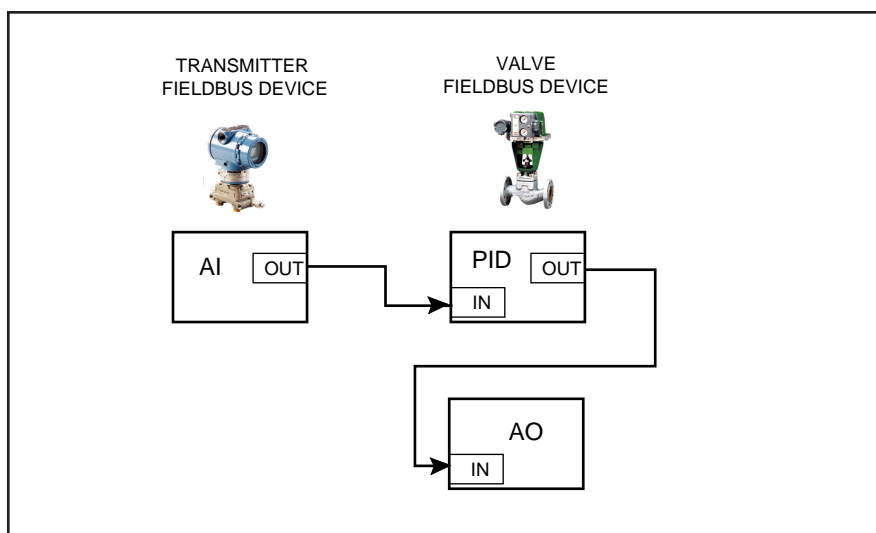 TRANSMITTER
FIELDBUS DEVICE
VALVE
FIELDBUS DEVICE
AI
OUT
PID
OUT
IN
AO
IN